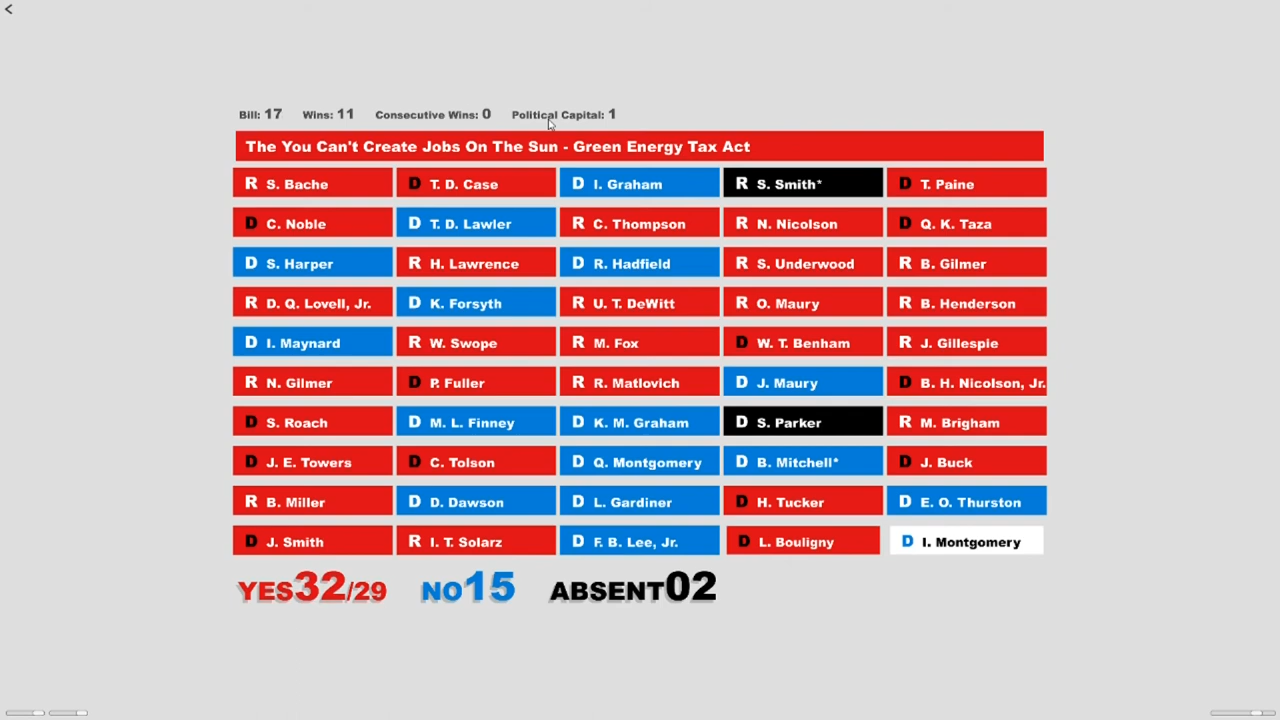 <
Bill: 17 Wins: 11 Consecutive Wins: 0 Political Capital: 1
The You Can't Create Jobs On The Sun - Green Energy Tax Act
R S. Bache D T. D. Case D I. Graham R S. Smith* D T. Paine
D C. Noble D T. D. Lawler R C. Thompson R N. Nicolson D Q. K. Taza
D S. Harper R H. Lawrence D R. Hadfield R S. Underwood R B. Gilmer
R D. Q. Lovell, Jr. D K. Forsyth R U. T. DeWitt R O. Maury R B. Henderson
D I. Maynard R W. Swope R M. Fox D W. T. Benham R J. Gillespie
R N. Gilmer D P. Fuller R R. Matlovich D J. Maury D B. H. Nicolson, Jr.
D S. Roach D M. L. Finney D K. M. Graham D S. Parker R M. Brigham
D J. E. Towers D C. Tolson D Q. Montgomery D B. Mitchell* D J. Buck
R B. Miller D D. Dawson D L. Gardiner D H. Tucker D E. O. Thurston
D J. Smith R I. T. Solarz D F. B. Lee, Jr. D L. Bouligny D I. Montgomery
YES32/29 NO15 ABSENT02